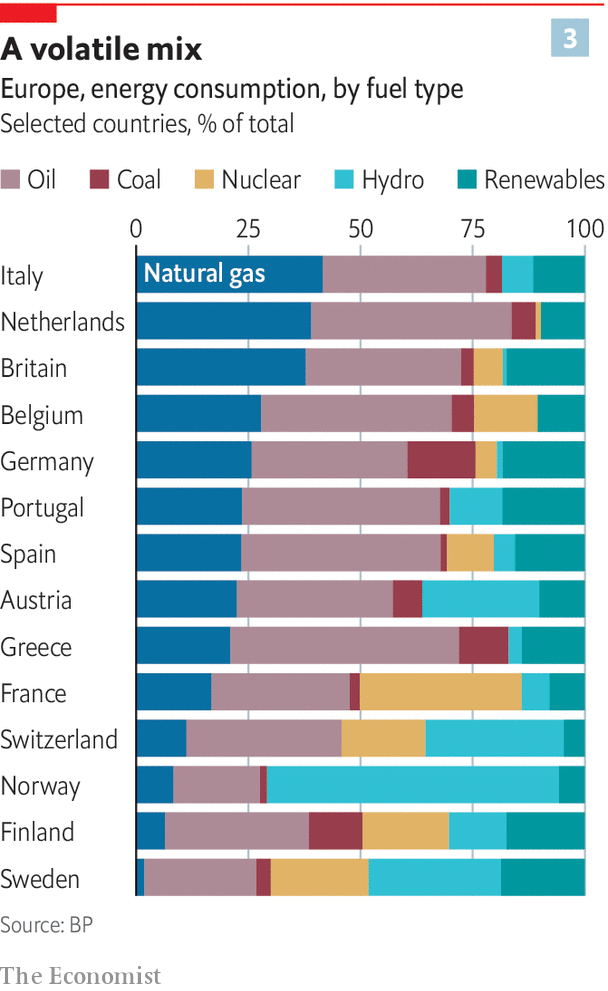 A volatile mix
3
Europe, energy consumption, by fuel type
Selected countries, % of total
Oil Coal Nuclear Hydro Renewables
0 25 50 75 100
Italy Natural gas
Netherlands
Britain
Belgium
Germany
Portugal
Spain
Austria
Greece
France
Switzerland
Norway
Finland
Sweden
Source: BP
The Economist